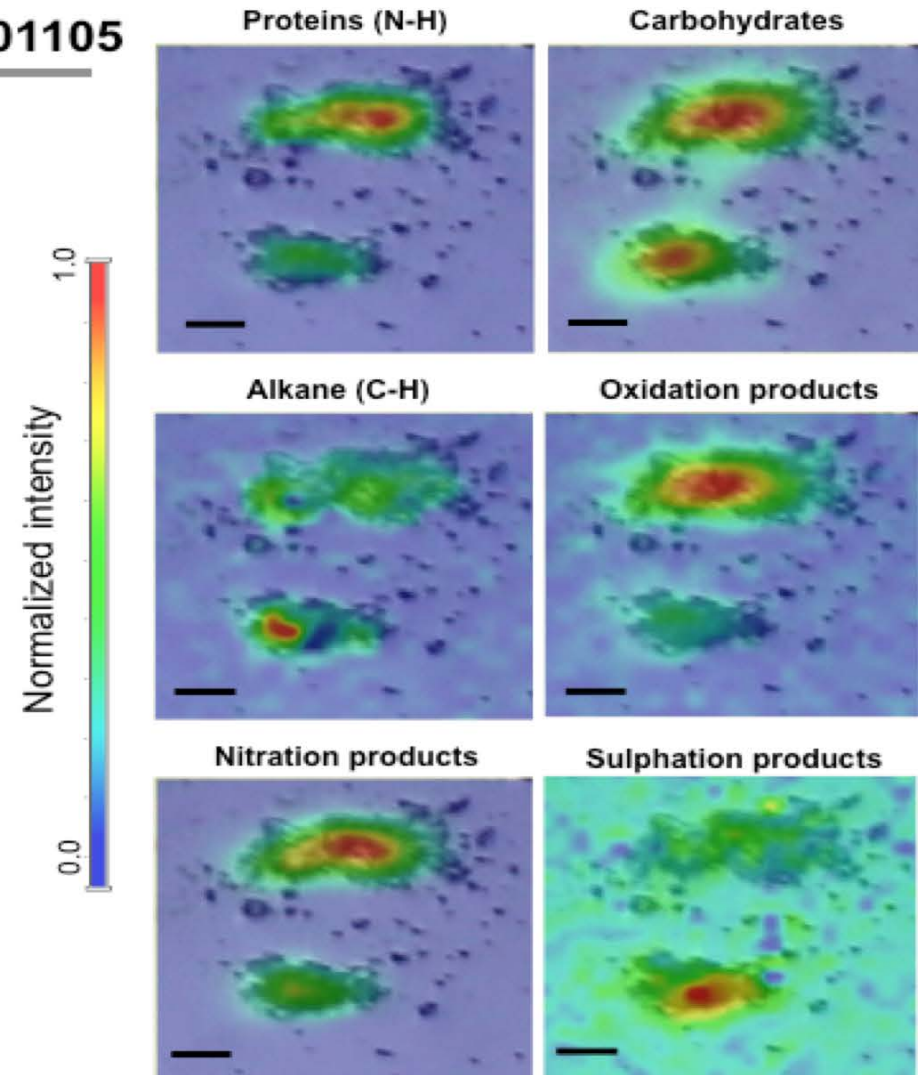 01105
Proteins (N-H)
Carbohydrates
1.0
Normalized intensity
0.0
Alkane (C-H)
Oxidation products
Nitration products
Sulphation products